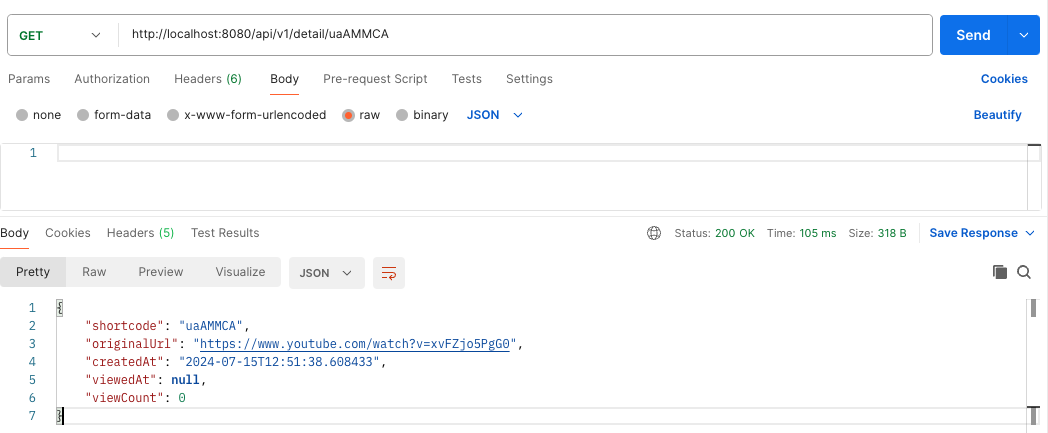 GET http://localhost:8080/api/v1/detail/uaAMMCA Send
Params Authorization Headers (6) Body Pre-request Script Tests Settings Cookies
none form-data x-www-form-urlencoded raw binary JSON Beautify
1
Body Cookies Headers (5) Test Results Status: 200 OK Time: 105 ms Size: 318 B Save Response
Pretty Raw Preview Visualize JSON
1 {
2 "shortcode": "uaAMMCA",
3 "originalUrl": "https://www.youtube.com/watch?v=xvFZjo5PgG0",
4 "createdAt": "2024-07-15T12:51:38.608433",
5 "viewedAt": null,
6 "viewCount": 0
7 }